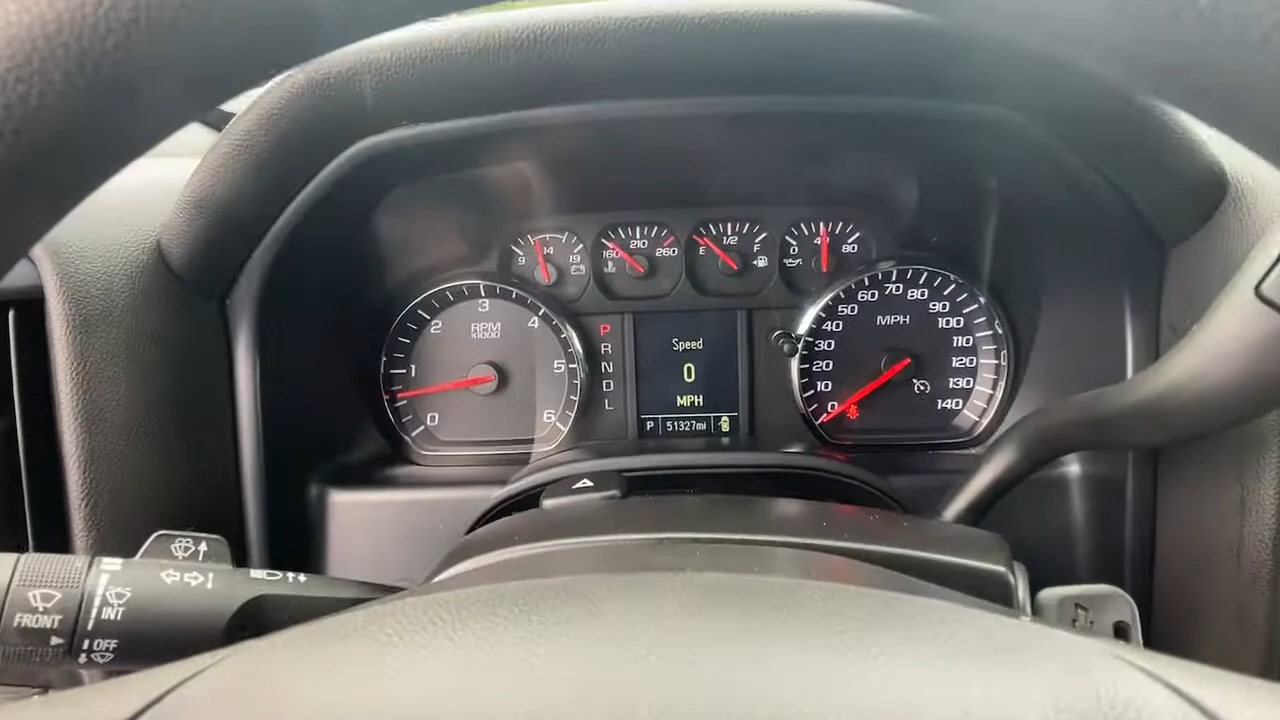 9 14 19
160 210 260
E 1/2 F
0 40 80
0 1 2 3 4 5 6
RPM
x1000
P
R
N
D
L
Speed
0
MPH
P 51327mi
0 10 20 30 40 50 60 70 80 90 100 110 120 130 140
MPH
FRONT
INT
OFF